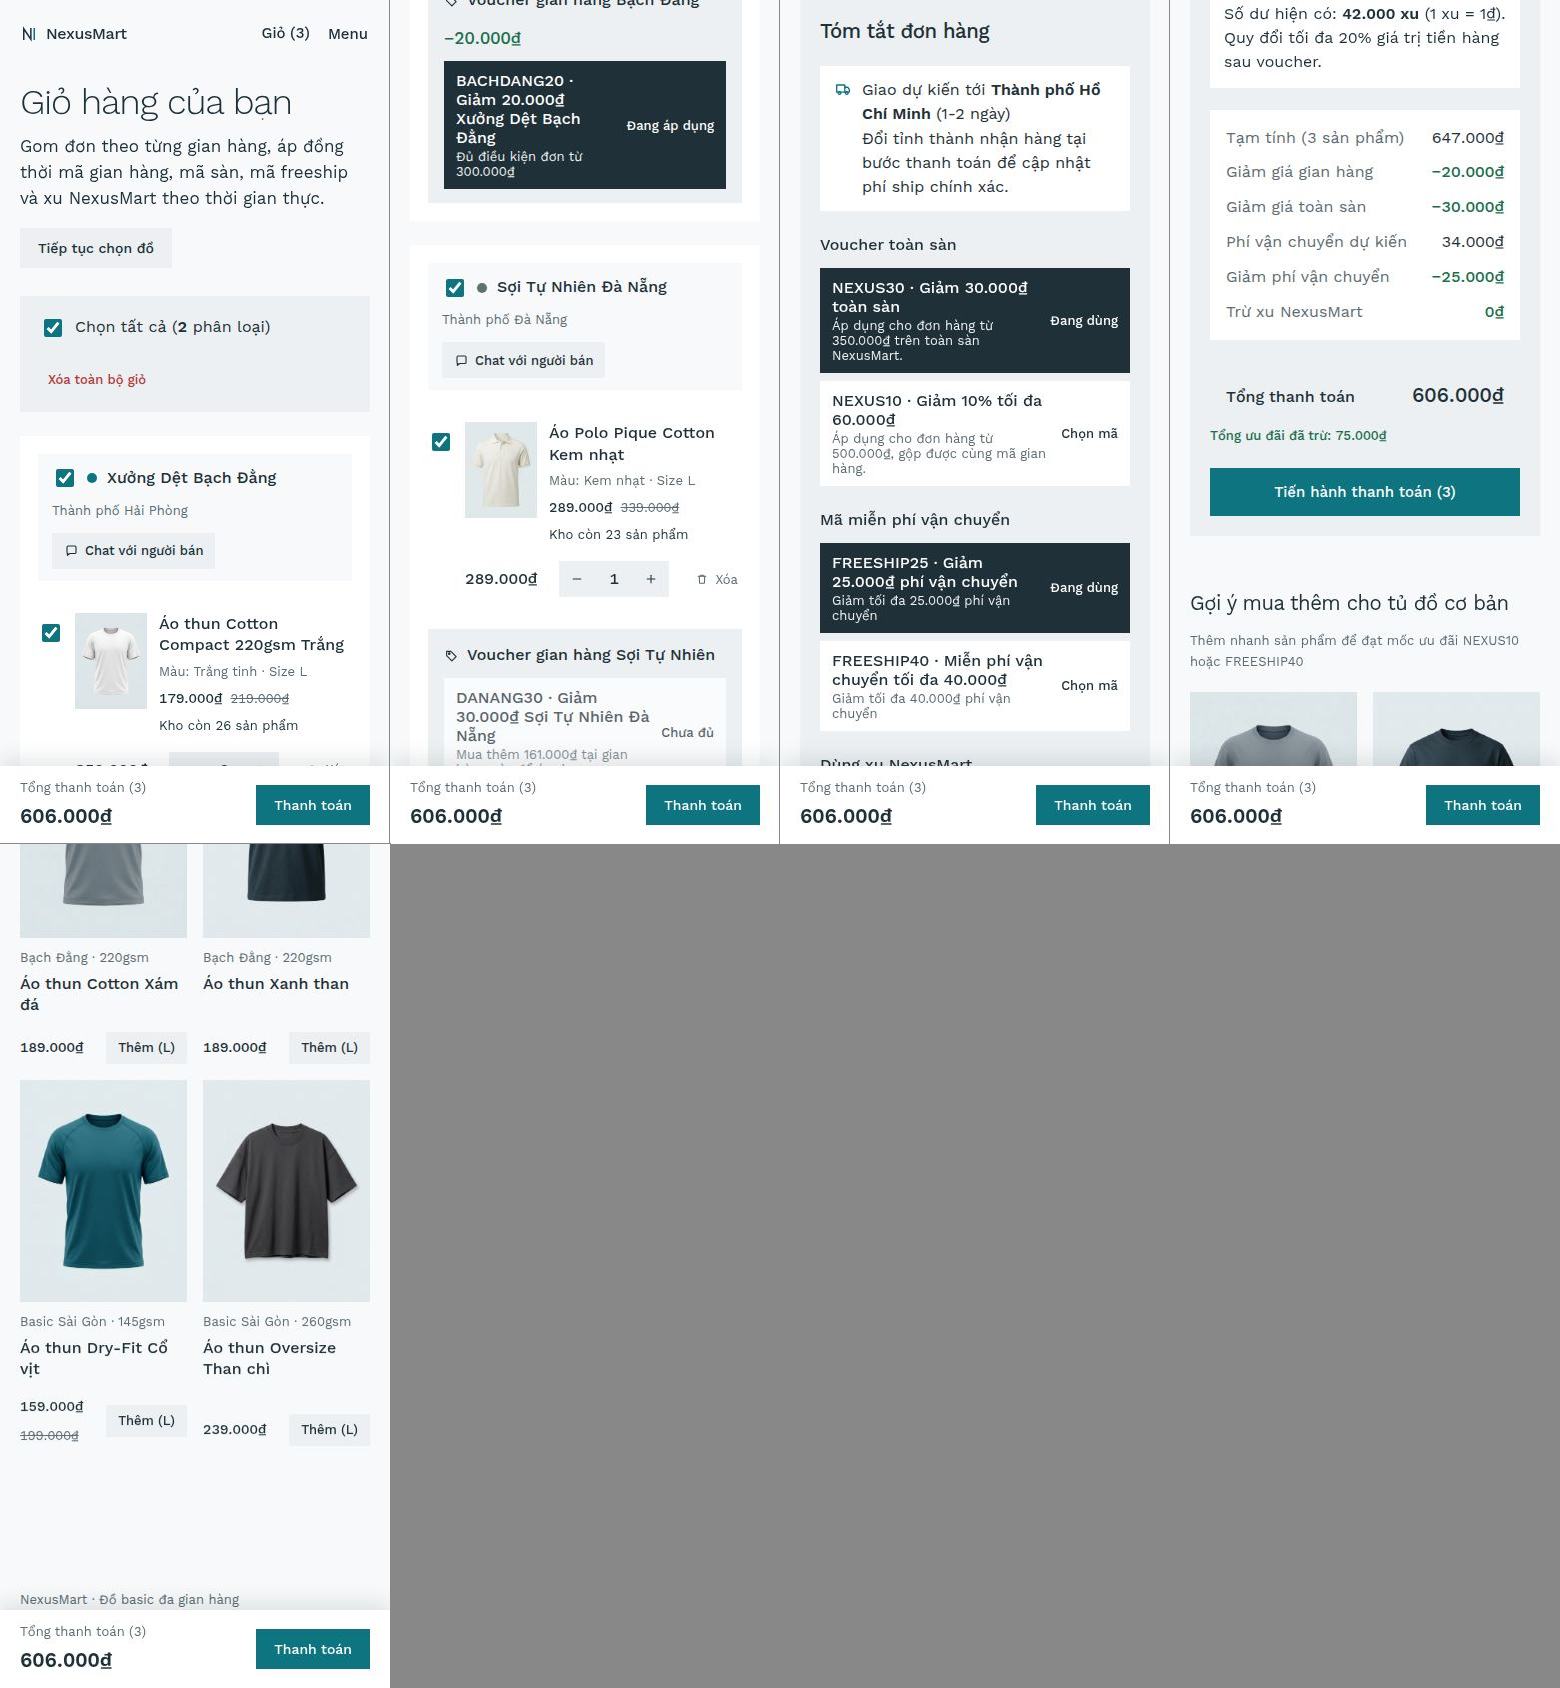 NexusMart
Giỏ (3)
Menu
Giỏ hàng của bạn
Gom đơn theo từng gian hàng, áp đồng
thời mã gian hàng, mã sàn, mã freeship
và xu NexusMart theo thời gian thực.
Tiếp tục chọn đồ
Chọn tất cả (2 phân loại)
Xóa toàn bộ giỏ
Xưởng Dệt Bạch Đằng
Thành phố Hải Phòng
Chat với người bán
Áo thun Cotton
Compact 220gsm Trắng
Màu: Trắng tinh · Size L
179.000₫ 219.000₫
Kho còn 26 sản phẩm
Tổng thanh toán (3)
606.000₫
Thanh toán
Voucher gian hàng Bạch Đằng
−20.000₫
BACHDANG20 ·
Giảm 20.000₫
Xưởng Dệt Bạch
Đằng
Đủ điều kiện đơn từ
300.000₫
Đang áp dụng
Sợi Tự Nhiên Đà Nẵng
Thành phố Đà Nẵng
Chat với người bán
Áo Polo Pique Cotton
Kem nhạt
Màu: Kem nhạt · Size L
289.000₫ 339.000₫
Kho còn 23 sản phẩm
289.000₫
− 1 +
Xóa
Voucher gian hàng Sợi Tự Nhiên
DANANG30 · Giảm
30.000₫ Sợi Tự Nhiên Đà
Nẵng
Mua thêm 161.000₫ tại gian
Chưa đủ
Tổng thanh toán (3)
606.000₫
Thanh toán
Tóm tắt đơn hàng
Giao dự kiến tới Thành phố Hồ
Chí Minh (1-2 ngày)
Đổi tỉnh thành nhận hàng tại
bước thanh toán để cập nhật
phí ship chính xác.
Voucher toàn sàn
NEXUS30 · Giảm 30.000₫
toàn sàn
Áp dụng cho đơn hàng từ
350.000₫ trên toàn sàn
NexusMart.
Đang dùng
NEXUS10 · Giảm 10% tối đa
60.000₫
Áp dụng cho đơn hàng từ
500.000₫, gộp được cùng mã gian
hàng.
Chọn mã
Mã miễn phí vận chuyển
FREESHIP25 · Giảm
25.000₫ phí vận chuyển
Giảm tối đa 25.000₫ phí vận
chuyển
Đang dùng
FREESHIP40 · Miễn phí vận
chuyển tối đa 40.000₫
Giảm tối đa 40.000₫ phí vận
chuyển
Chọn mã
Dùng xu NexusMart
Tổng thanh toán (3)
606.000₫
Thanh toán
Số dư hiện có: 42.000 xu (1 xu = 1₫).
Quy đổi tối đa 20% giá trị tiền hàng
sau voucher.
Tạm tính (3 sản phẩm) 647.000₫
Giảm giá gian hàng −20.000₫
Giảm giá toàn sàn −30.000₫
Phí vận chuyển dự kiến 34.000₫
Giảm phí vận chuyển −25.000₫
Trừ xu NexusMart 0₫
Tổng thanh toán 606.000₫
Tổng ưu đãi đã trừ: 75.000₫
Tiến hành thanh toán (3)
Gợi ý mua thêm cho tủ đồ cơ bản
Thêm nhanh sản phẩm để đạt mốc ưu đãi NEXUS10
hoặc FREESHIP40
Tổng thanh toán (3)
606.000₫
Thanh toán
Bạch Đằng · 220gsm
Áo thun Cotton Xám
đá
189.000₫
Thêm (L)
Bạch Đằng · 220gsm
Áo thun Xanh than
189.000₫
Thêm (L)
Basic Sài Gòn · 145gsm
Áo thun Dry-Fit Cổ
vịt
159.000₫
199.000₫
Thêm (L)
Basic Sài Gòn · 260gsm
Áo thun Oversize
Than chì
239.000₫
Thêm (L)
NexusMart · Đồ basic đa gian hàng
Tổng thanh toán (3)
606.000₫
Thanh toán